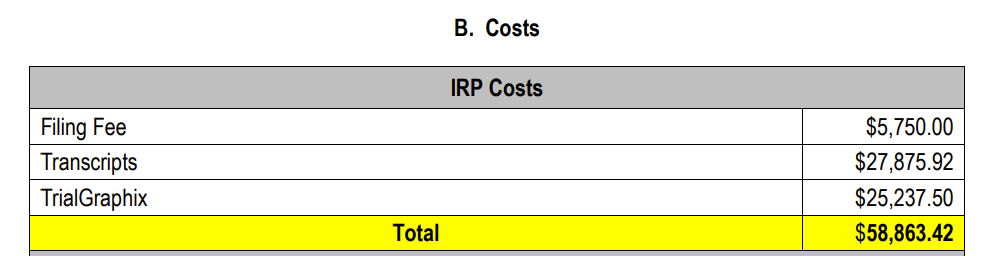 B. Costs
IRP Costs
Filing Fee $5,750.00
Transcripts $27,875.92
TrialGraphix $25,237.50
Total $58,863.42